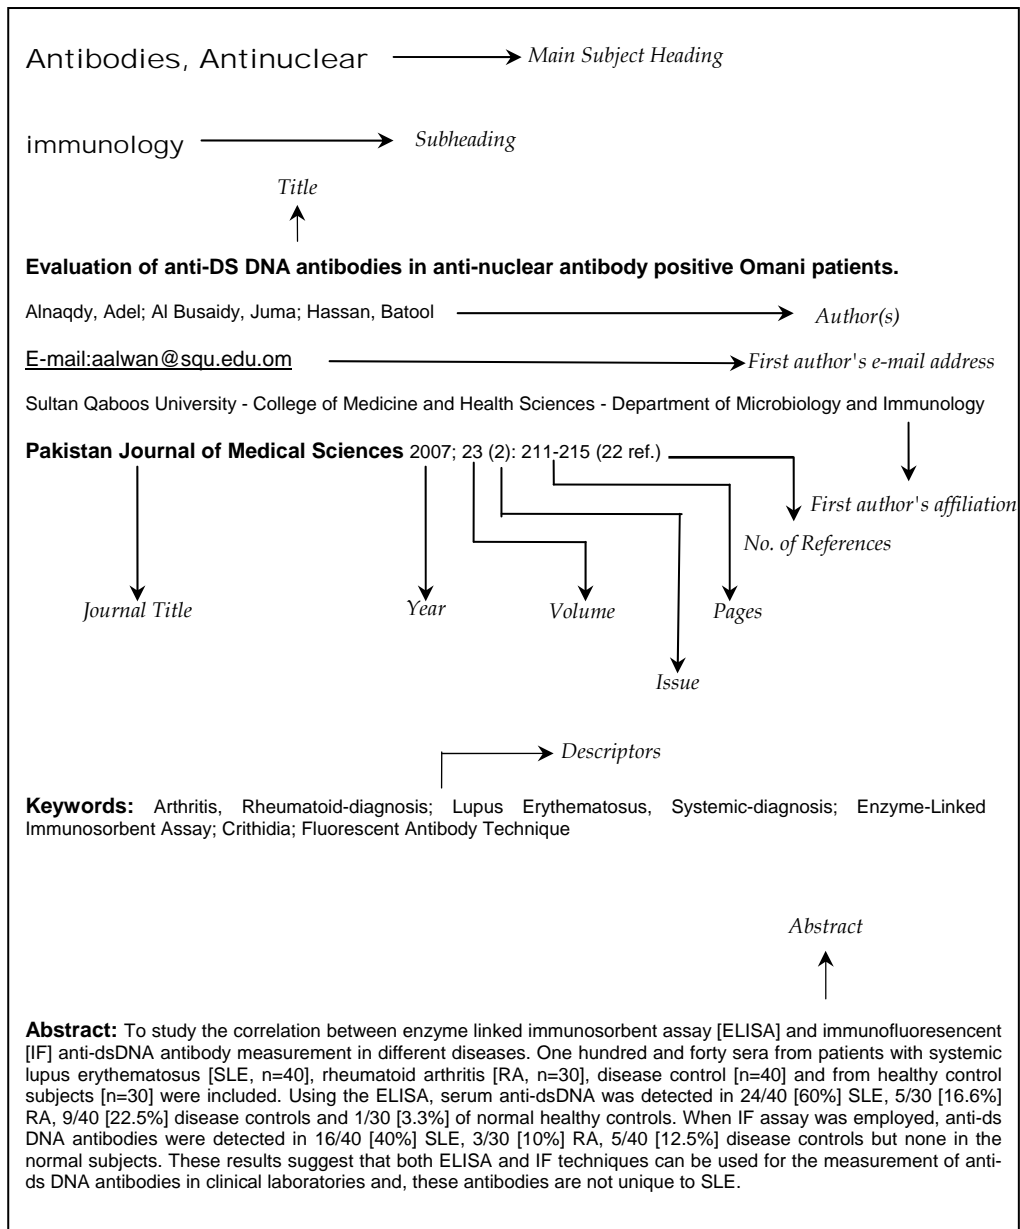 Antibodies, Antinuclear Main Subject Heading
immunology Subheading
Title
Evaluation of anti-DS DNA antibodies in anti-nuclear antibody positive Omani patients.
Alnaqdy, Adel; Al Busaidy, Juma; Hassan, Batool Author(s)
E-mail:aalwan@squ.edu.om First author's e-mail address
Sultan Qaboos University - College of Medicine and Health Sciences - Department of Microbiology and Immunology
Pakistan Journal of Medical Sciences 2007; 23 (2): 211-215 (22 ref.)
First author's affiliation
No. of References
Journal Title Year Volume Pages
Issue
Descriptors
Keywords: Arthritis, Rheumatoid-diagnosis; Lupus Erythematosus, Systemic-diagnosis; Enzyme-Linked
Immunosorbent Assay; Crithidia; Fluorescent Antibody Technique
Abstract
Abstract: To study the correlation between enzyme linked immunosorbent assay [ELISA] and immunofluoresencent
[IF] anti-dsDNA antibody measurement in different diseases. One hundred and forty sera from patients with systemic
lupus erythematosus [SLE, n=40], rheumatoid arthritis [RA, n=30], disease control [n=40] and from healthy control
subjects [n=30] were included. Using the ELISA, serum anti-dsDNA was detected in 24/40 [60%] SLE, 5/30 [16.6%]
RA, 9/40 [22.5%] disease controls and 1/30 [3.3%] of normal healthy controls. When IF assay was employed, anti-ds
DNA antibodies were detected in 16/40 [40%] SLE, 3/30 [10%] RA, 5/40 [12.5%] disease controls but none in the
normal subjects. These results suggest that both ELISA and IF techniques can be used for the measurement of anti-
ds DNA antibodies in clinical laboratories and, these antibodies are not unique to SLE.